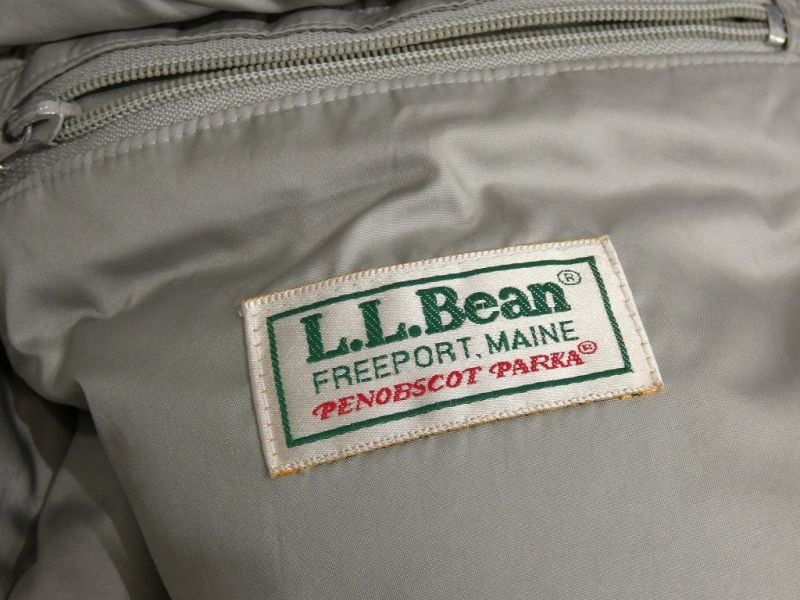 L.L.Bean®
FREEPORT, MAINE
PENOBSCOT PARKA®